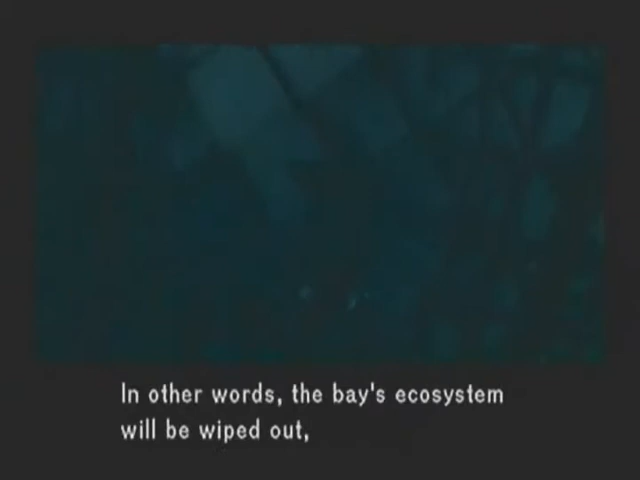 In other words, the bay's ecosystem
will be wiped out,